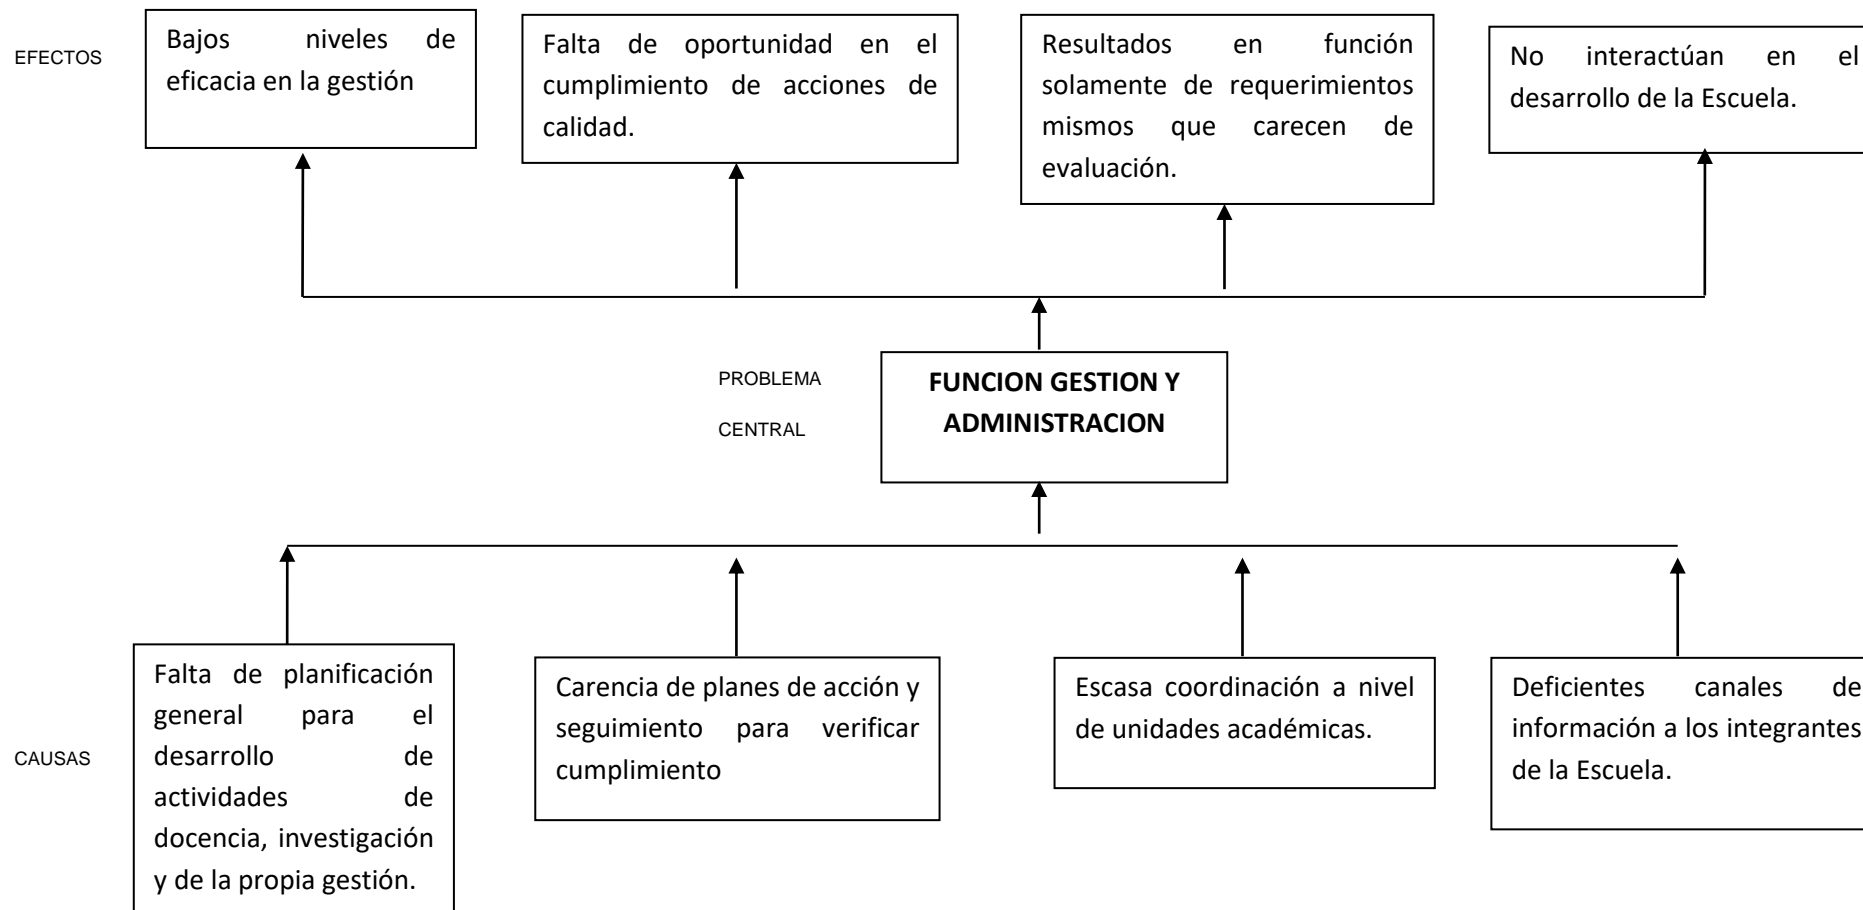 EFECTOS
Bajos niveles de
eficacia en la gestión
Falta de oportunidad en el
cumplimiento de acciones de
calidad.
Resultados en función
solamente de requerimientos
mismos que carecen de
evaluación.
No interactúan en el
desarrollo de la Escuela.
PROBLEMA
CENTRAL
FUNCION GESTION Y
ADMINISTRACION
CAUSAS
Falta de planificación
general para el
desarrollo de
actividades de
docencia, investigación
y de la propia gestión.
Carencia de planes de acción y
seguimiento para verificar
cumplimiento
Escasa coordinación a nivel
de unidades académicas.
Deficientes canales de
información a los integrantes
de la Escuela.